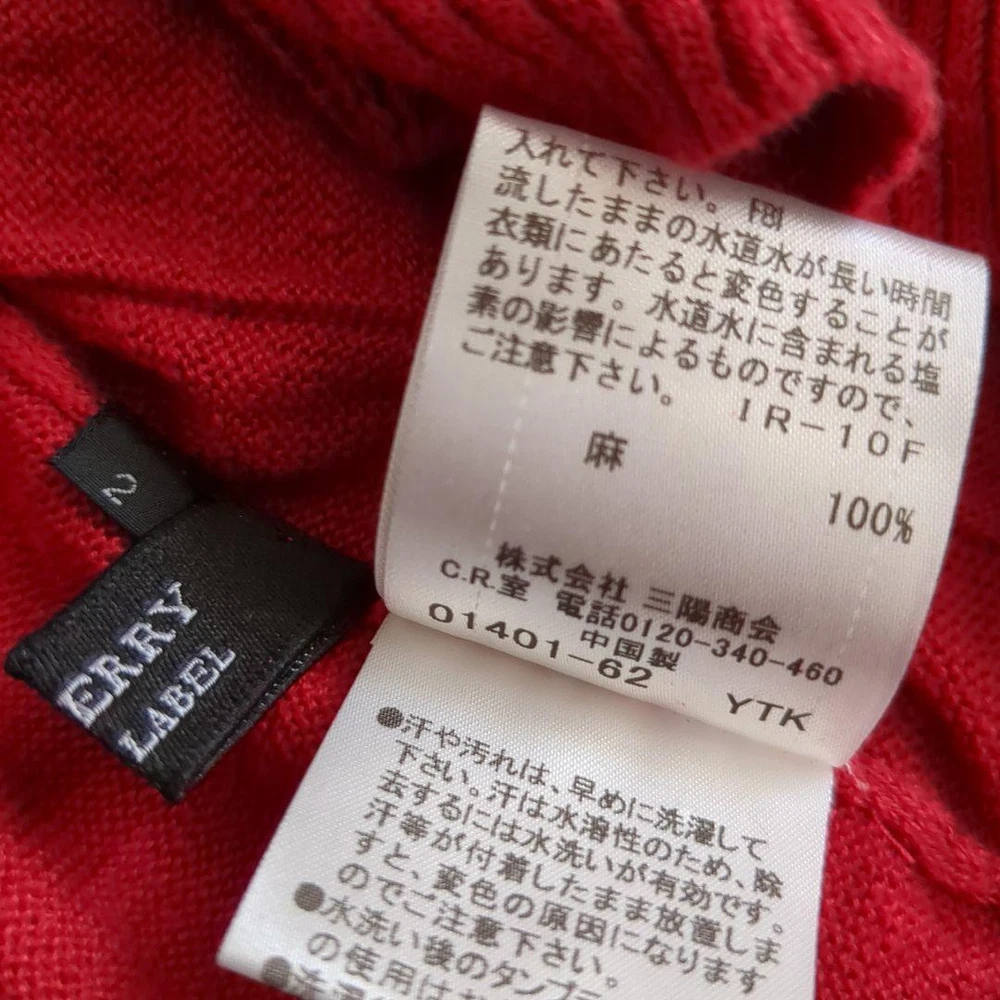 入れて下さい。 FBI
流したままの水道水が長い時間
衣類にあたると変色することが
あります。水道水に含まれる塩
素の影響によるものですので、
ご注意下さい。 IR-10F
麻
100%
株式会社 三陽商会
C.R.室 電話0120-340-460
中国製
01401-62 YTK
2
ERRY
LABEL
●汗や汚れは、早めに洗濯して
下さい。汗は水溶性のため、除
去するには水洗いが有効です。
汗等が付着したまま放置しま
すと、変色の原因になります
のでご注意下さい。
●水洗い後のタンブ
の使用はお